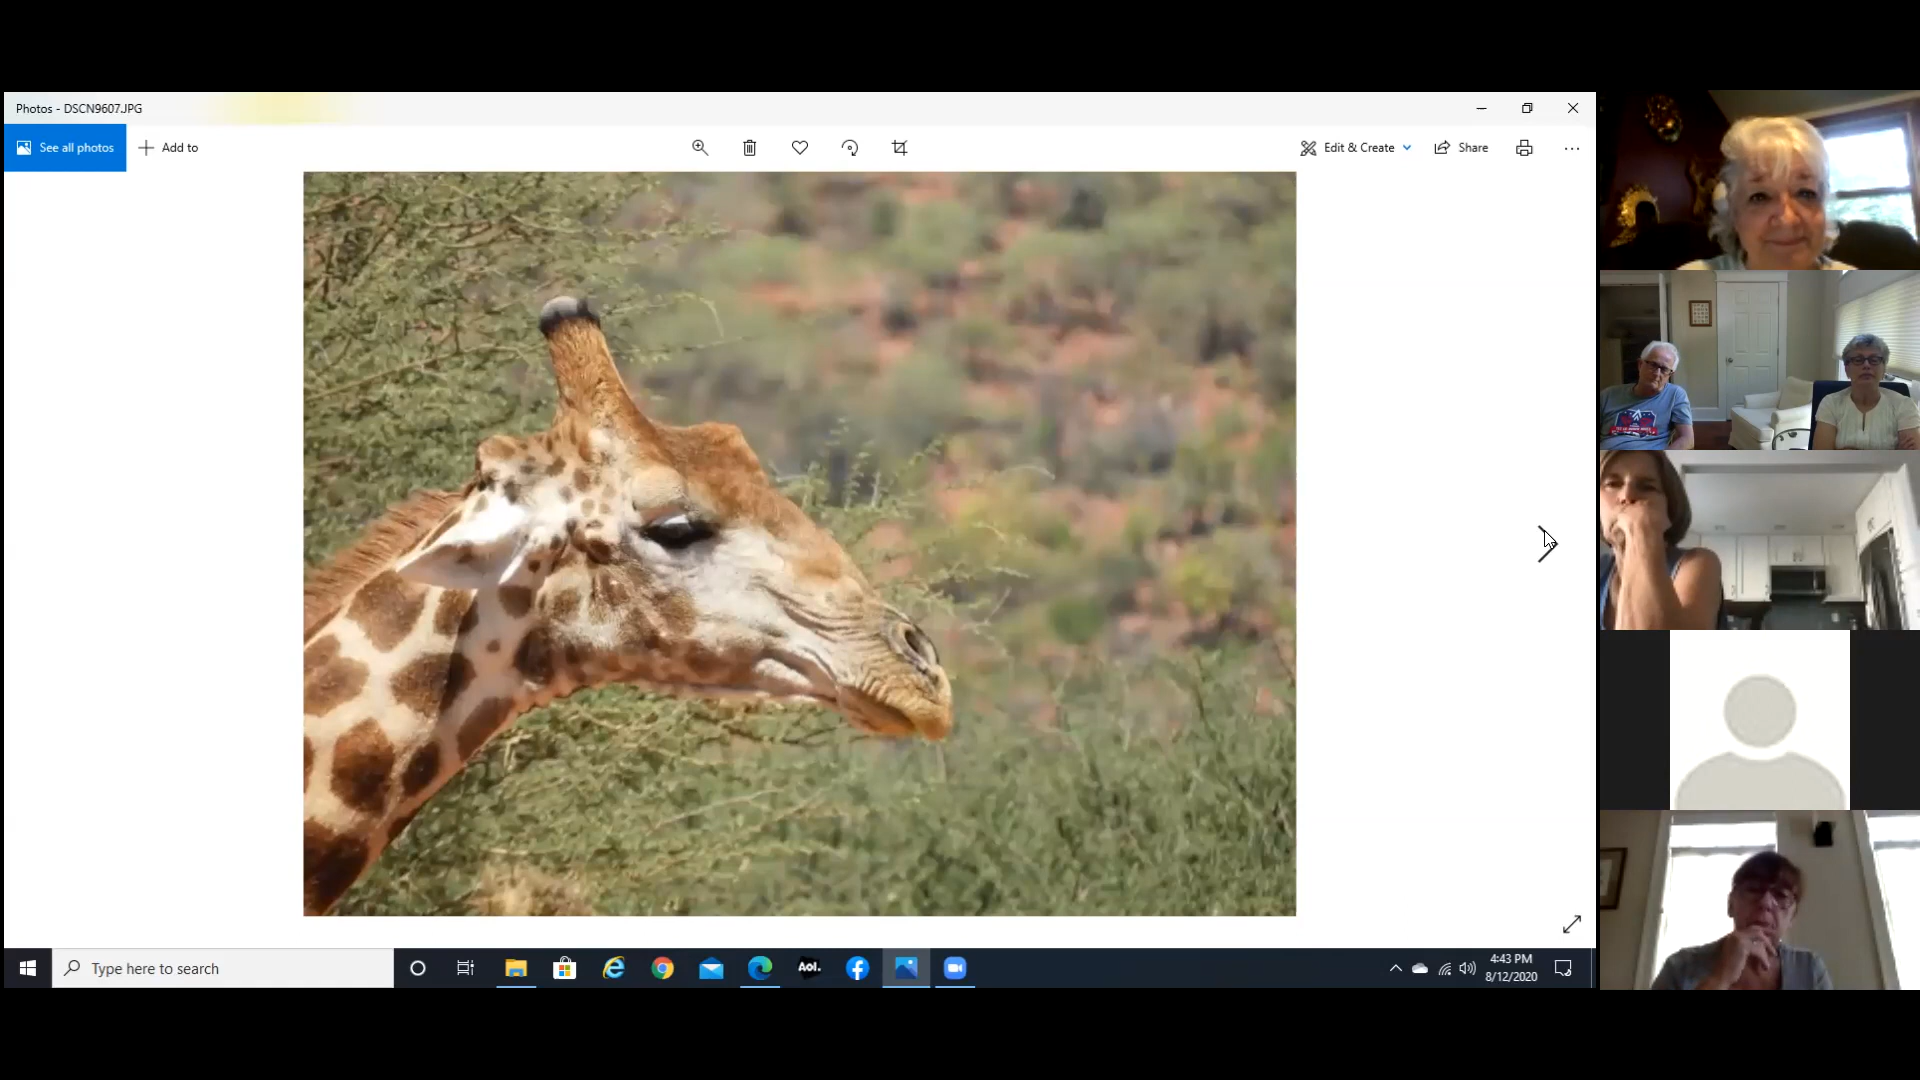 Photos - DSCN9607.JPG
See all photos
Add to
Edit & Create
Share
Type here to search
Aol.
4:43 PM
8/12/2020